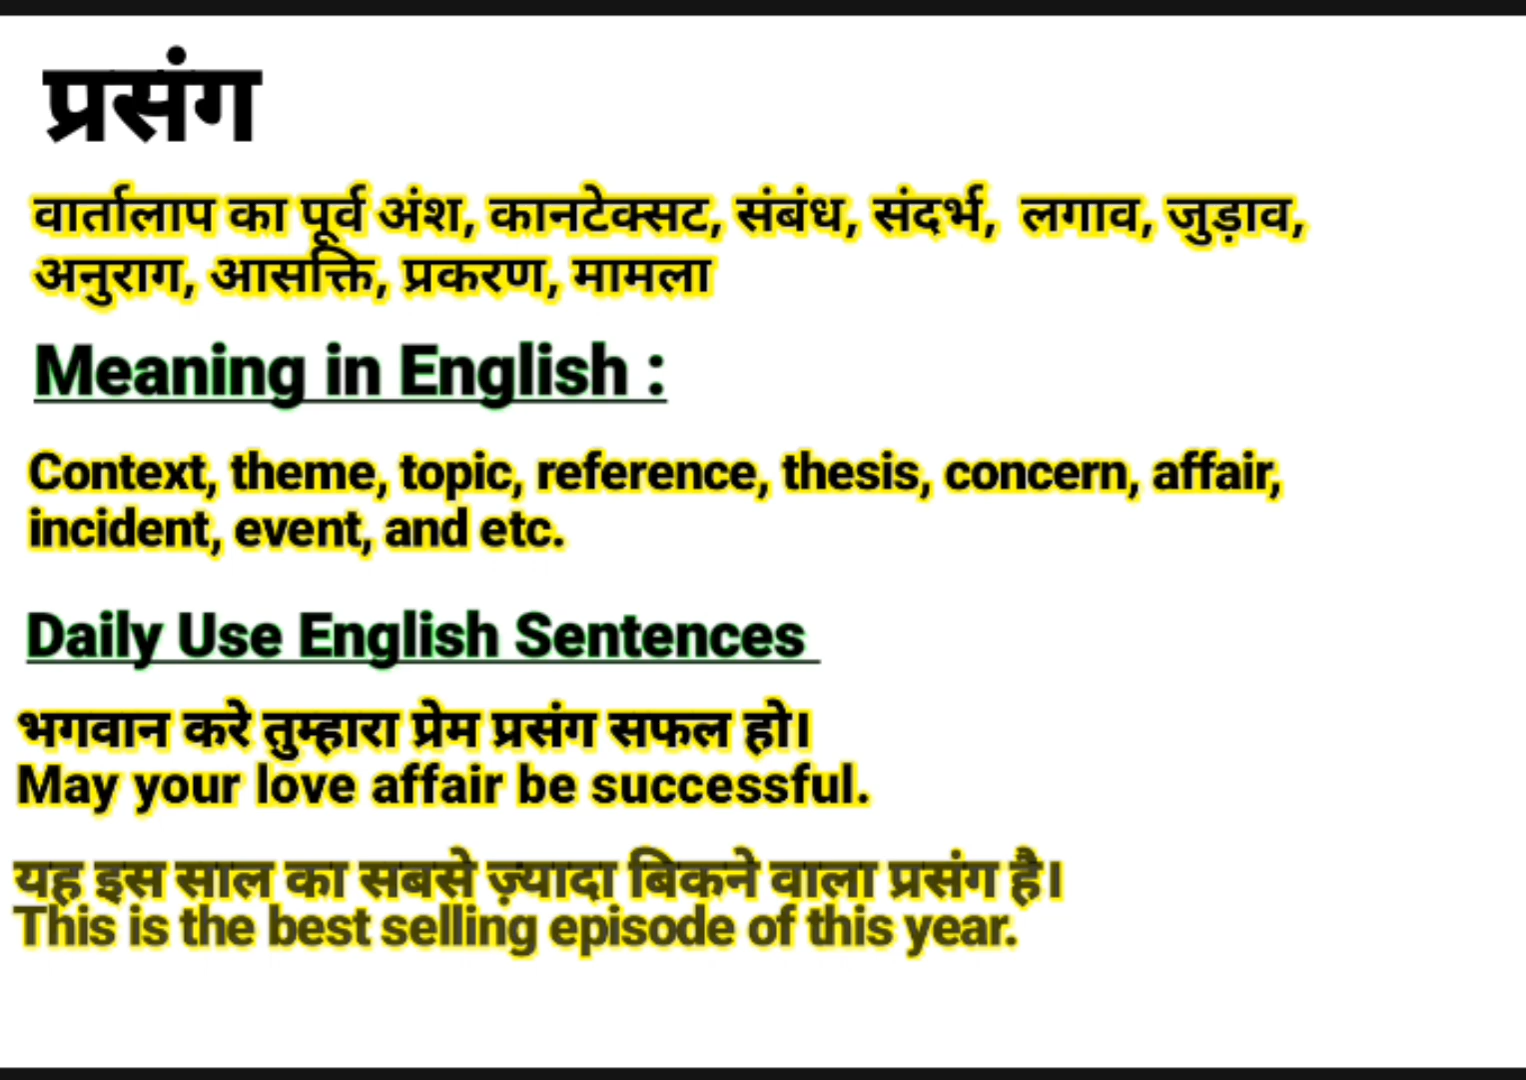 प्रसंग
वार्तालाप का पूर्व अंश, कानटेक्सट, संबंध, संदर्भ, लगाव, जुड़ाव,
अनुराग, आसक्ति, प्रकरण, मामला
Meaning in English :
Context, theme, topic, reference, thesis, concern, affair,
incident, event, and etc.
Daily Use English Sentences
भगवान करे तुम्हारा प्रेम प्रसंग सफल हो।
May your love affair be successful.
यह इस साल का सबसे ज़्यादा बिकने वाला प्रसंग है।
This is the best selling episode of this year.